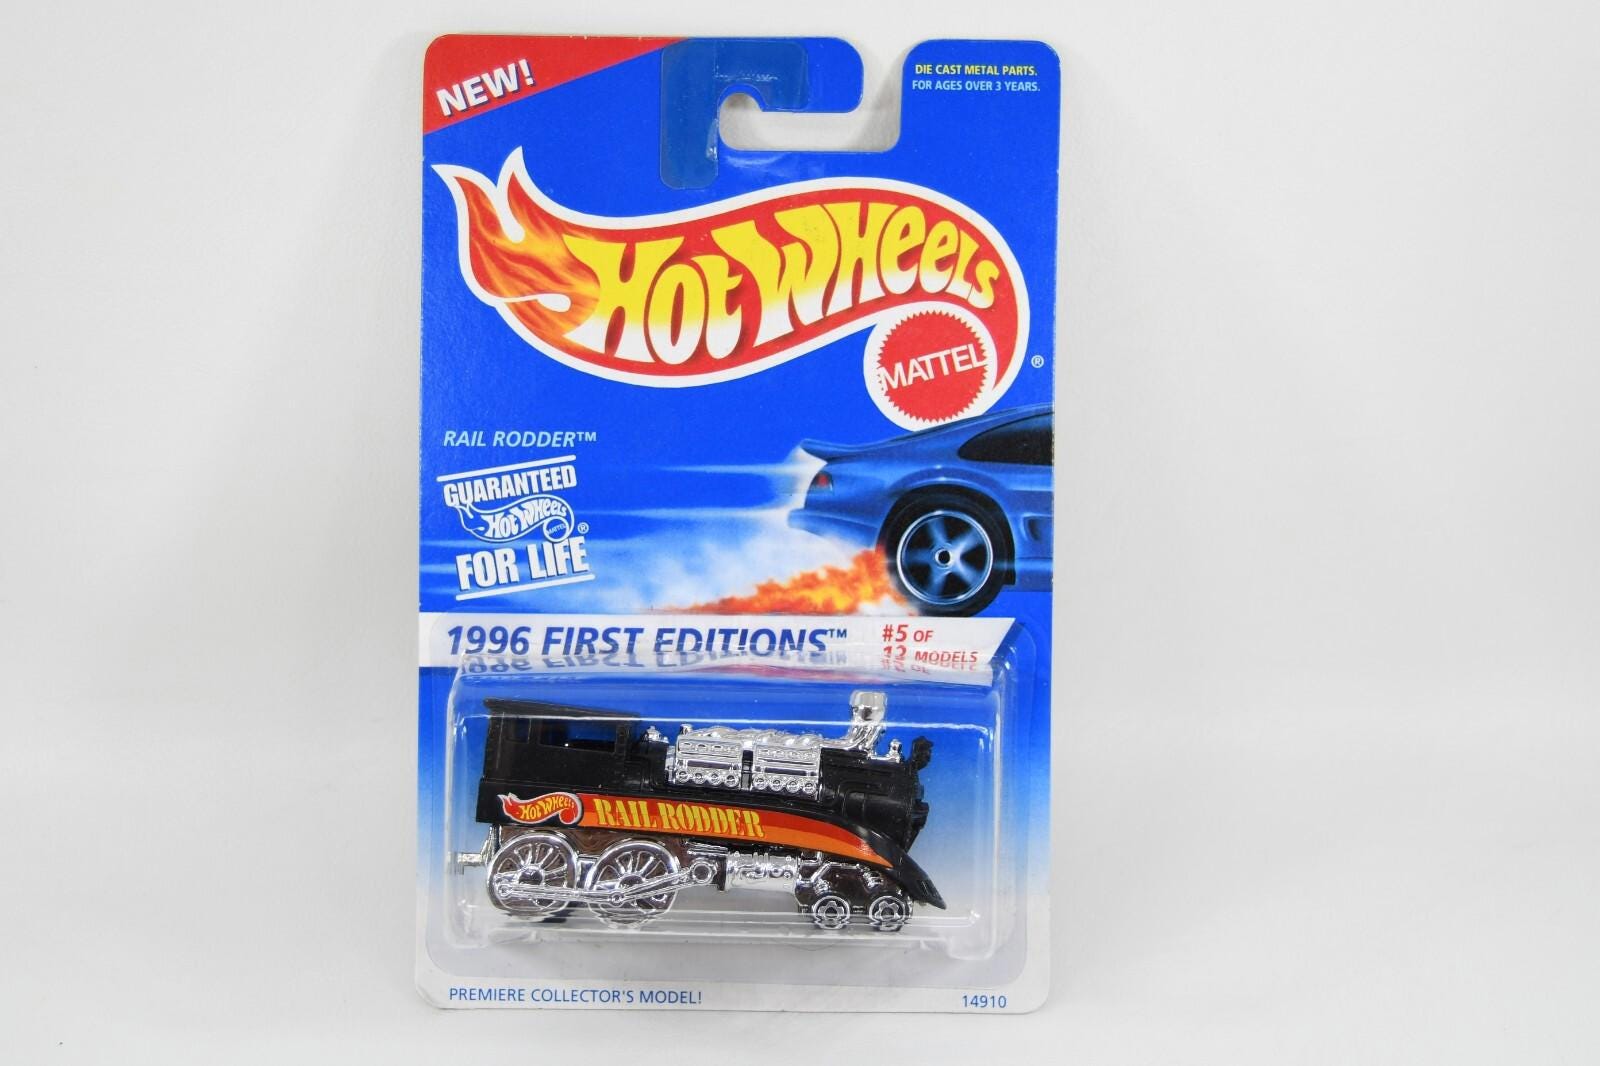 NEW!
DIE CAST METAL PARTS.
FOR AGES OVER 3 YEARS.
HOT WHEELS
MATTEL
®
RAIL RODDER™
GUARANTEED
HOT WHEELS
MATTEL ®
FOR LIFE
1996 FIRST EDITIONS™
#5 OF
12 MODELS
HOT WHEELS
RAIL RODDER
PREMIERE COLLECTOR'S MODEL!
14910